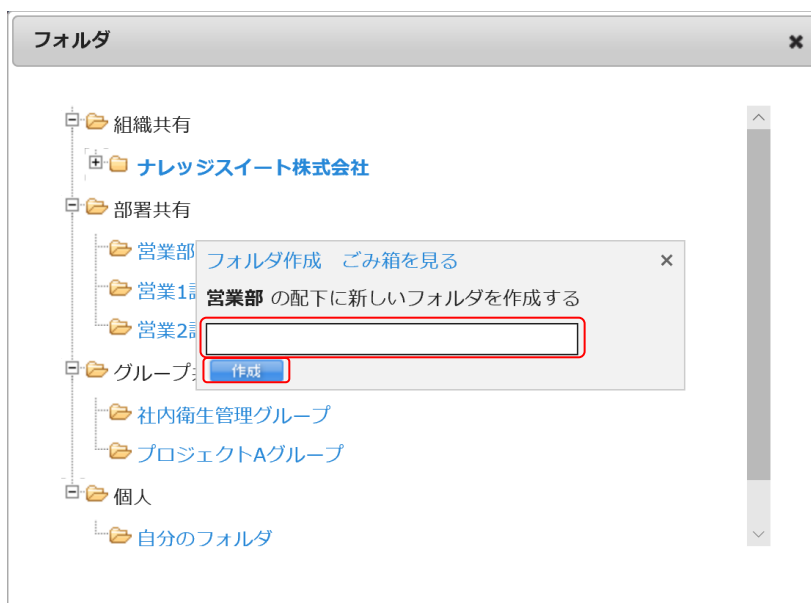 フォルダ
組織共有
ナレッジスイート株式会社
部署共有
営業部
フォルダ作成 ごみ箱を見る
営業1
営業部 の配下に新しいフォルダを作成する
営業2
グループ
作成
社内衛生管理グループ
プロジェクトAグループ
個人
自分のフォルダ